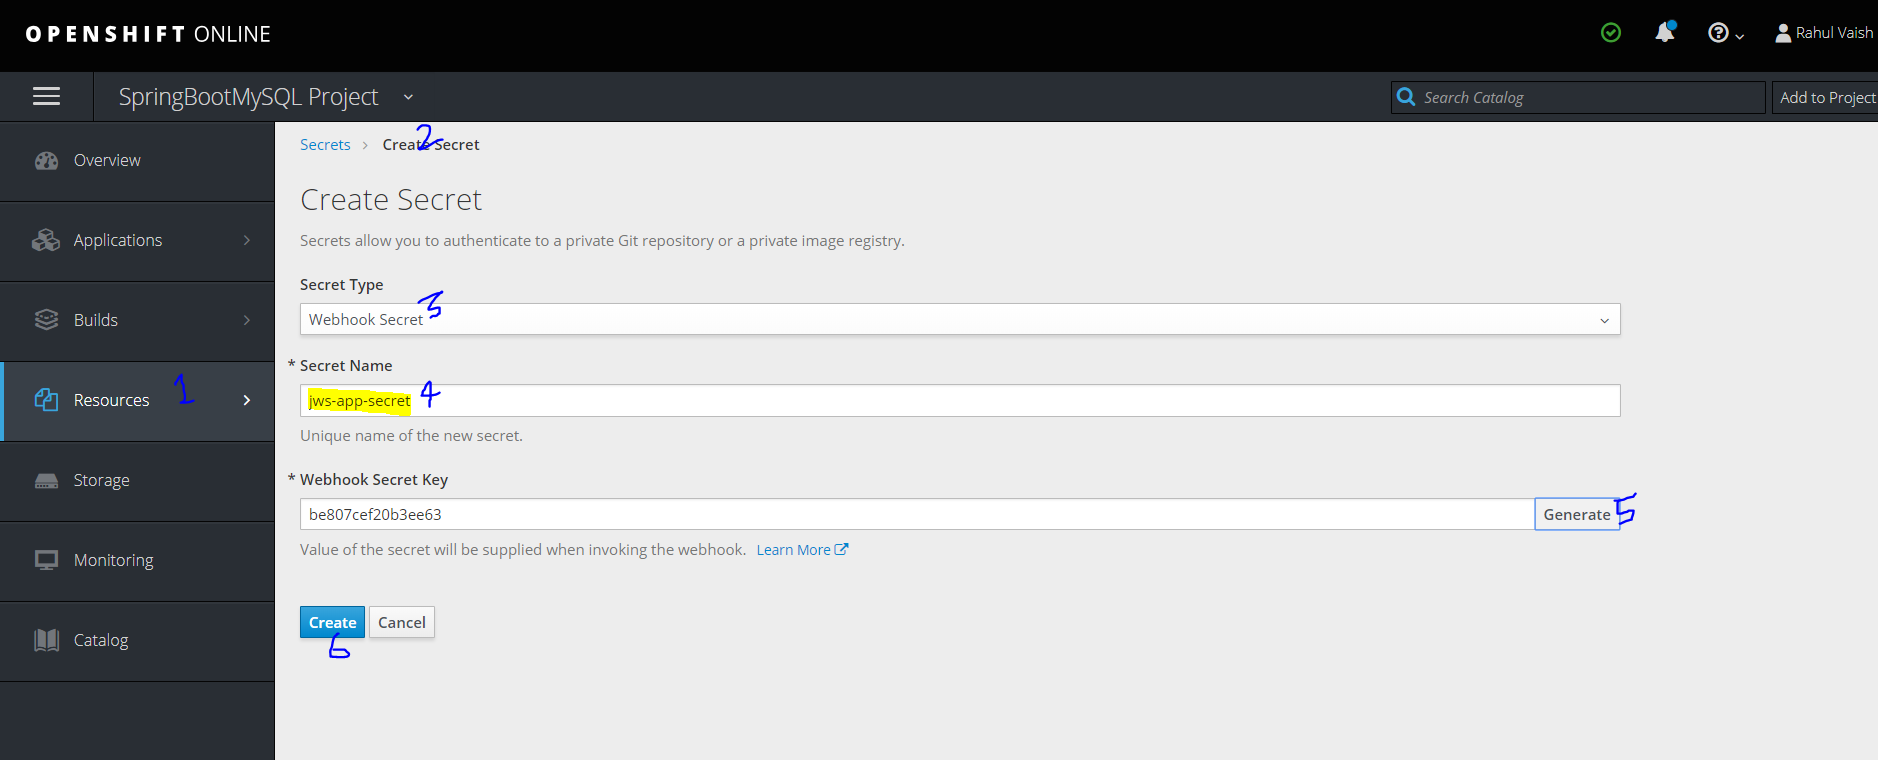 OPENSHIFT ONLINE
Rahul Vaish
SpringBootMySQL Project
Search Catalog
Add to Project
Overview
Applications
Builds
Resources 1
Storage
Monitoring
Catalog
2
Secrets > Create Secret
Create Secret
Secrets allow you to authenticate to a private Git repository or a private image registry.
Secret Type
Webhook Secret 3
* Secret Name
jws-app-secret 4
Unique name of the new secret.
* Webhook Secret Key
be807cef20b3ee63
Generate 5
Value of the secret will be supplied when invoking the webhook. Learn More
Create Cancel
6